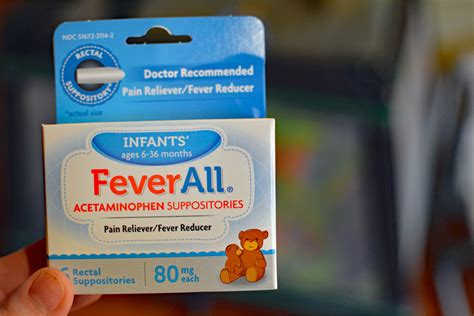 NDC 51672-2114-2
RECTAL
SUPPOSITORY*
*actual size
Doctor Recommended
Pain Reliever/Fever Reducer
INFANTS'
ages 6-36 months
FeverAll®
ACETAMINOPHEN SUPPOSITORIES
Pain Reliever/Fever Reducer
Rectal
Suppositories
80 mg
each